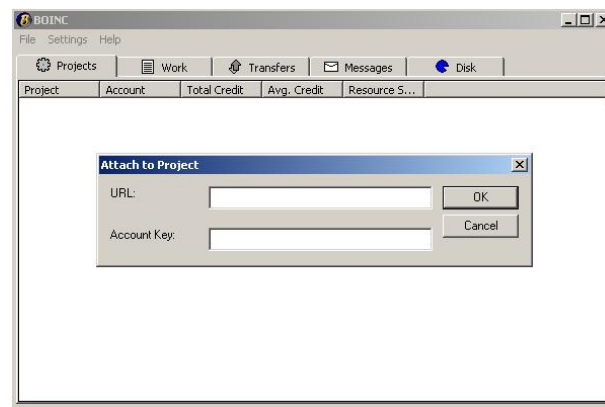 BOINC
File Settings Help
Projects Work Transfers Messages Disk
Project Account Total Credit Avg. Credit Resource S...
Attach to Project
URL: OK
Cancel
Account Key: